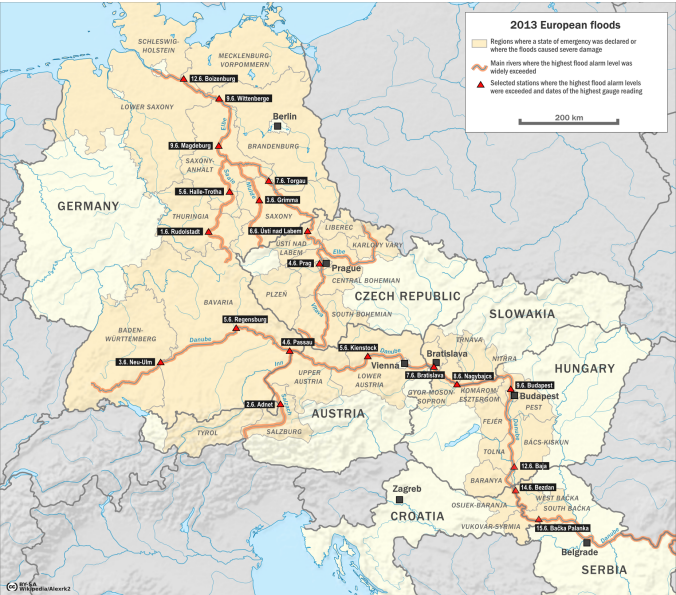 2013 European floods
Regions where a state of emergency was declared or
where the floods caused severe damage
Main rivers where the highest flood alarm level was
widely exceeded
Selected stations where the highest flood alarm levels
were exceeded and dates of the highest gauge reading
200 km
SCHLESWIG-
HOLSTEIN
MECKLENBURG-
VORPOMMERN
12.6. Boizenburg
9.6. Wittenberge
LOWER SAXONY
Elbe
Berlin
9.6. Magdeburg
BRANDENBURG
SAXONY-
ANHALT
Saale
Mulde
7.6. Torgau
5.6. Halle-Trotha
3.6. Grimma
GERMANY
THURINGIA
SAXONY
1.6. Rudolstadt
6.6. Ústí nad Labem
LIBEREC
ÚSTÍ NAD
LABEM
Elbe
KARLOVY VARY
4.6. Prag
Prague
CENTRAL BOHEMIAN
PLZEŇ
CZECH REPUBLIC
Vltava
SOUTH BOHEMIAN
BAVARIA
SLOVAKIA
5.6. Regensburg
BADEN-
WÜRTTEMBERG
Danube
4.6. Passau
5.6. Kienstock
Danube
TRNAVA
Bratislava
NITRA
3.6. Neu-Ulm
Inn
Vienna
HUNGARY
UPPER
AUSTRIA
LOWER
AUSTRIA
7.6. Bratislava
8.6. Nagybajcs
9.6. Budapest
Budapest
GYOR-MOSON-
SOPRON
KOMÁROM-
ESZTERGOM
2.6. Adnet
Salzach
AUSTRIA
PEST
FEJÉR
Danube
TYROL
SALZBURG
BÁCS-KISKUN
TOLNA
12.6. Baja
BARANYA
14.6. Bezdan
Zagreb
WEST BAČKA
CROATIA
OSIJEK-BARANJA
SOUTH BAČKA
VUKOVAR-SYRMIA
15.6. Bačka Palanka
Danube
Belgrade
SERBIA
BY-SA
Wikipedia/Alexrk2